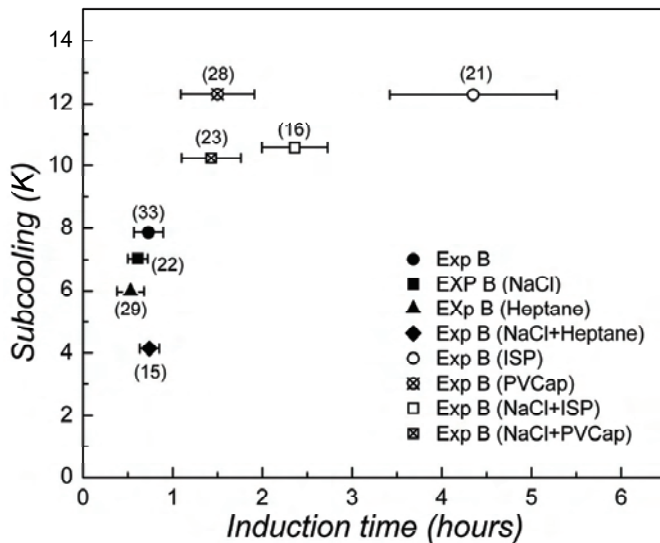 Subcooling (K)
14
12
10
8
6
4
2
0
(28)
(21)
(23)
(16)
(33)
(22)
(29)
(15)
Exp B
EXP B (NaCl)
EXp B (Heptane)
Exp B (NaCl+Heptane)
Exp B (ISP)
Exp B (PVCap)
Exp B (NaCl+ISP)
Exp B (NaCl+PVCap)
0 1 2 3 4 5 6
Induction time (hours)